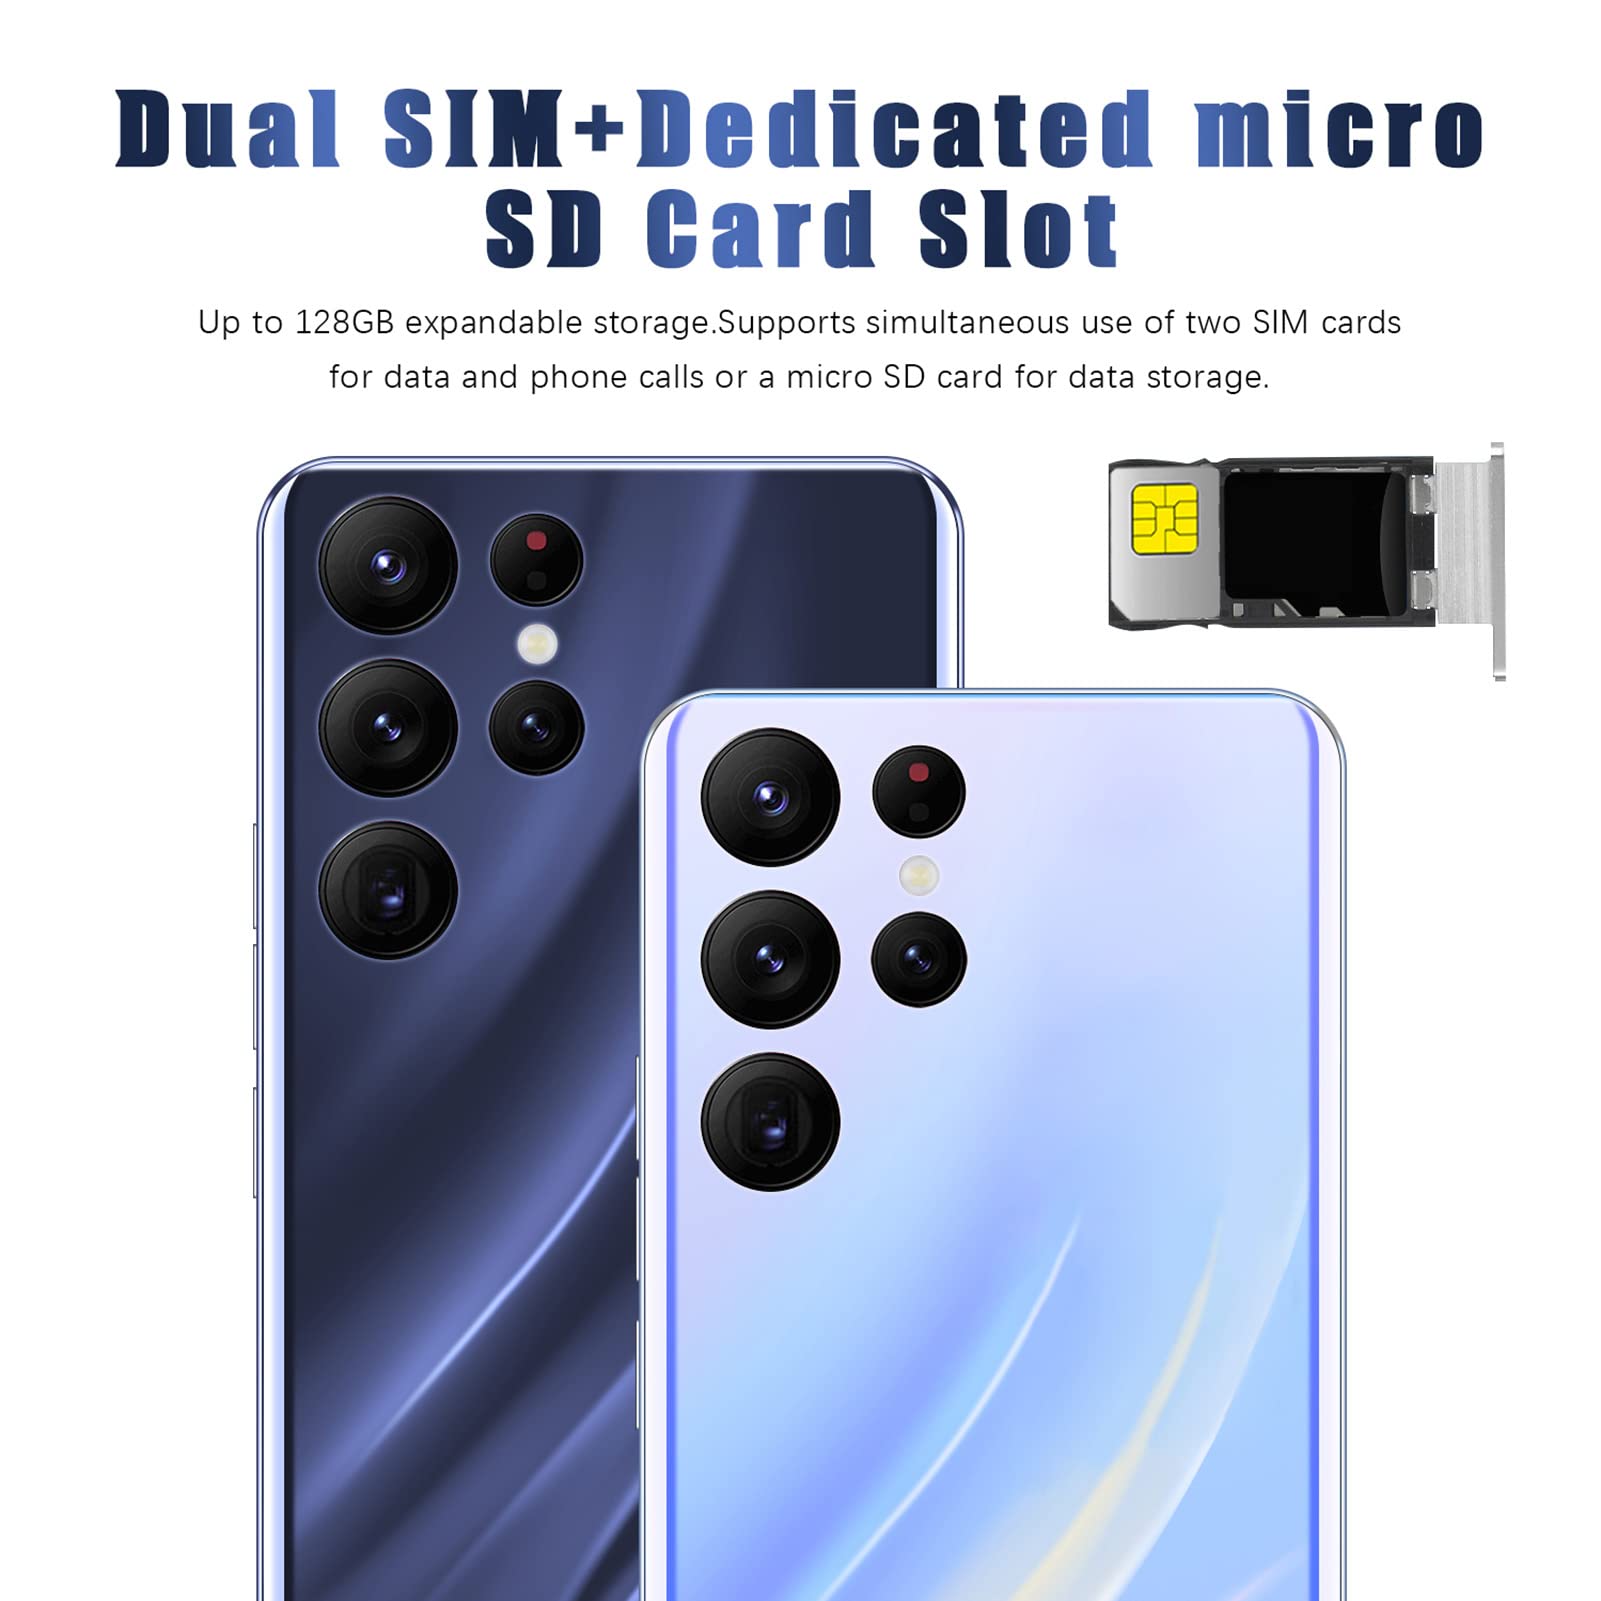 Dual SIM+Dedicated micro
SD Card Slot
Up to 128GB expandable storage.Supports simultaneous use of two SIM cards
for data and phone calls or a micro SD card for data storage.